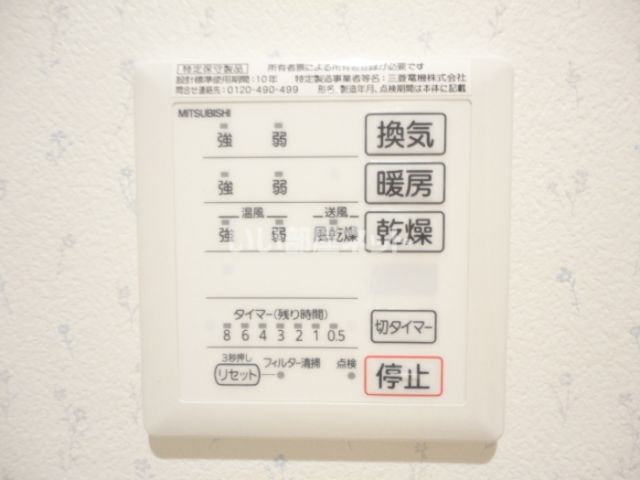 特定保守製品 所有者票による所有者登録が必要です
設計標準使用期間:10年 特定製造事業者等名:三菱電機株式会社
問合せ連絡先:0120-490-499 形名、製造年月、点検期間は本体に記載
MITSUBISHI
強 弱 換気
強 弱 暖房
温風 送風
強 弱 風乾燥 乾燥
タイマー(残り時間)
8 6 4 3 2 1 0.5 切タイマー
3秒押し
リセット フィルター清掃 点検 停止